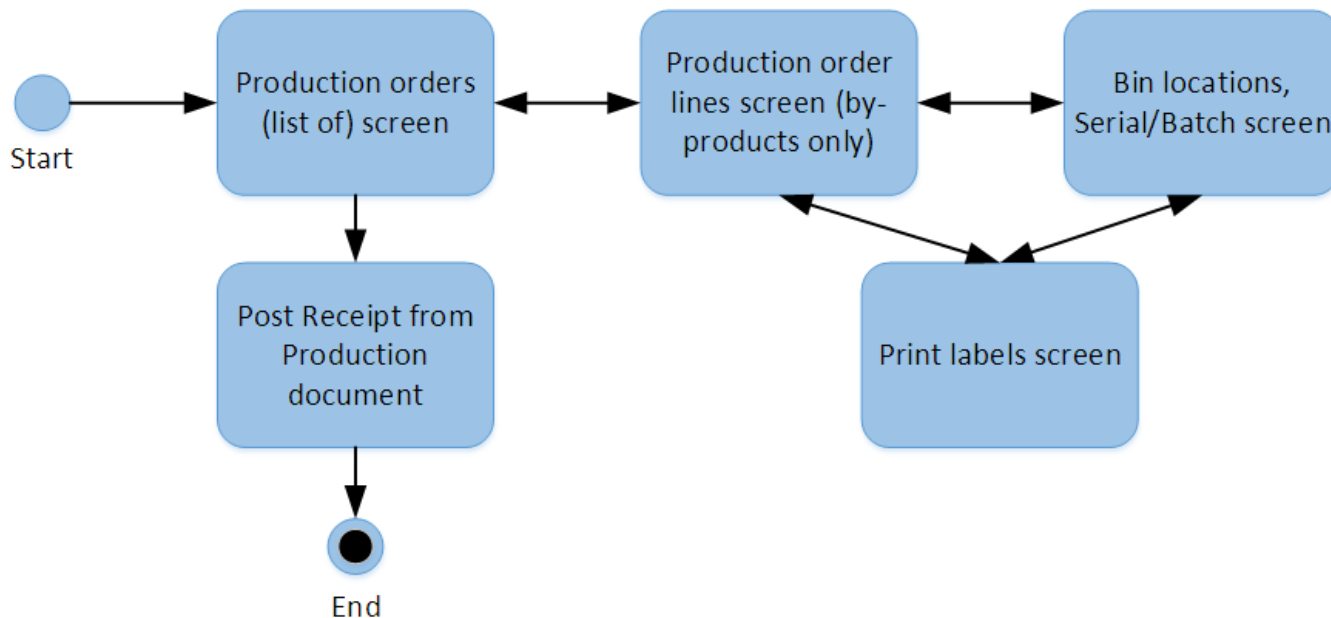 Production orders
(list of) screen
Production order
lines screen (by-
products only)
Bin locations,
Serial/Batch screen
Start
Post Receipt from
Production
document
Print labels screen
End